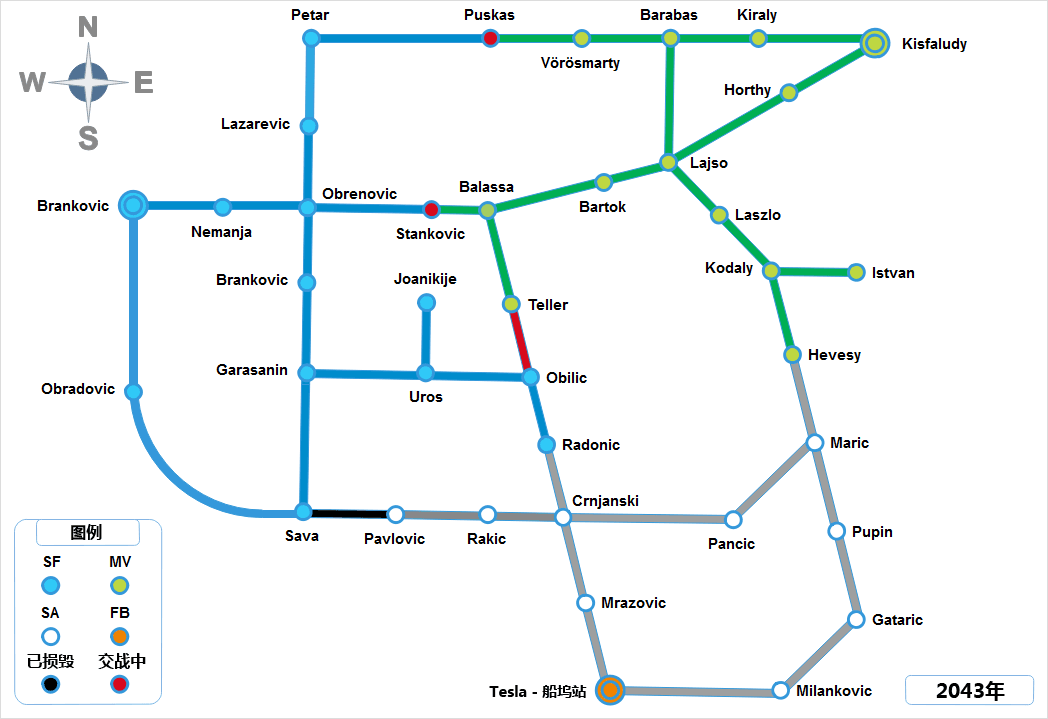 N
W
E
S
Petar
Puskas
Barabas
Kiraly
Vörösmarty
Kisfaludy
Horthy
Lazarevic
Lajso
Balassa
Obrenovic
Brankovic
Bartok
Laszlo
Nemanja
Stankovic
Kodaly
Istvan
Joanikije
Brankovic
Teller
Hevesy
Garasanin
Obilic
Obradovic
Uros
Radonic
Maric
Crnjanski
Sava
Pavlovic
Rakic
Pancic
Pupin
图例
SF
MV
SA
FB
已损毁
交战中
Mrazovic
Gataric
Tesla - 船坞站
Milankovic
2043年